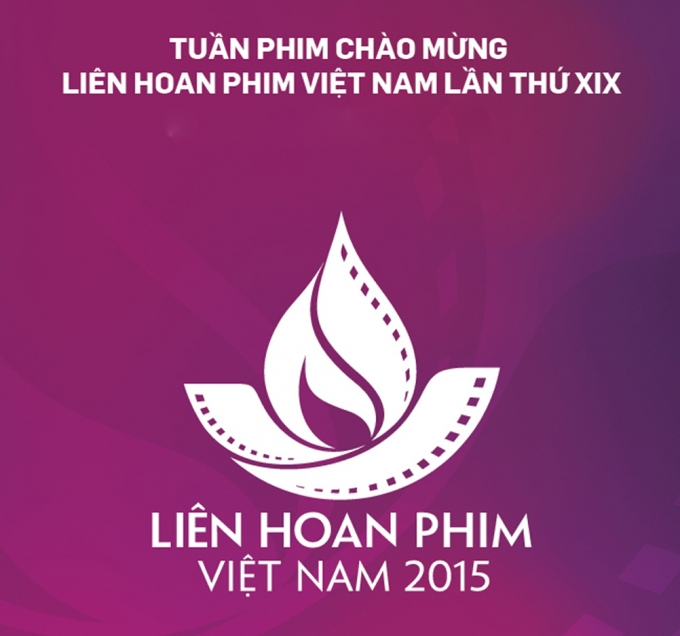 TUẦN PHIM CHÀO MỪNG
LIÊN HOAN PHIM VIỆT NAM LẦN THỨ XIX
LIÊN HOAN PHIM
VIỆT NAM 2015